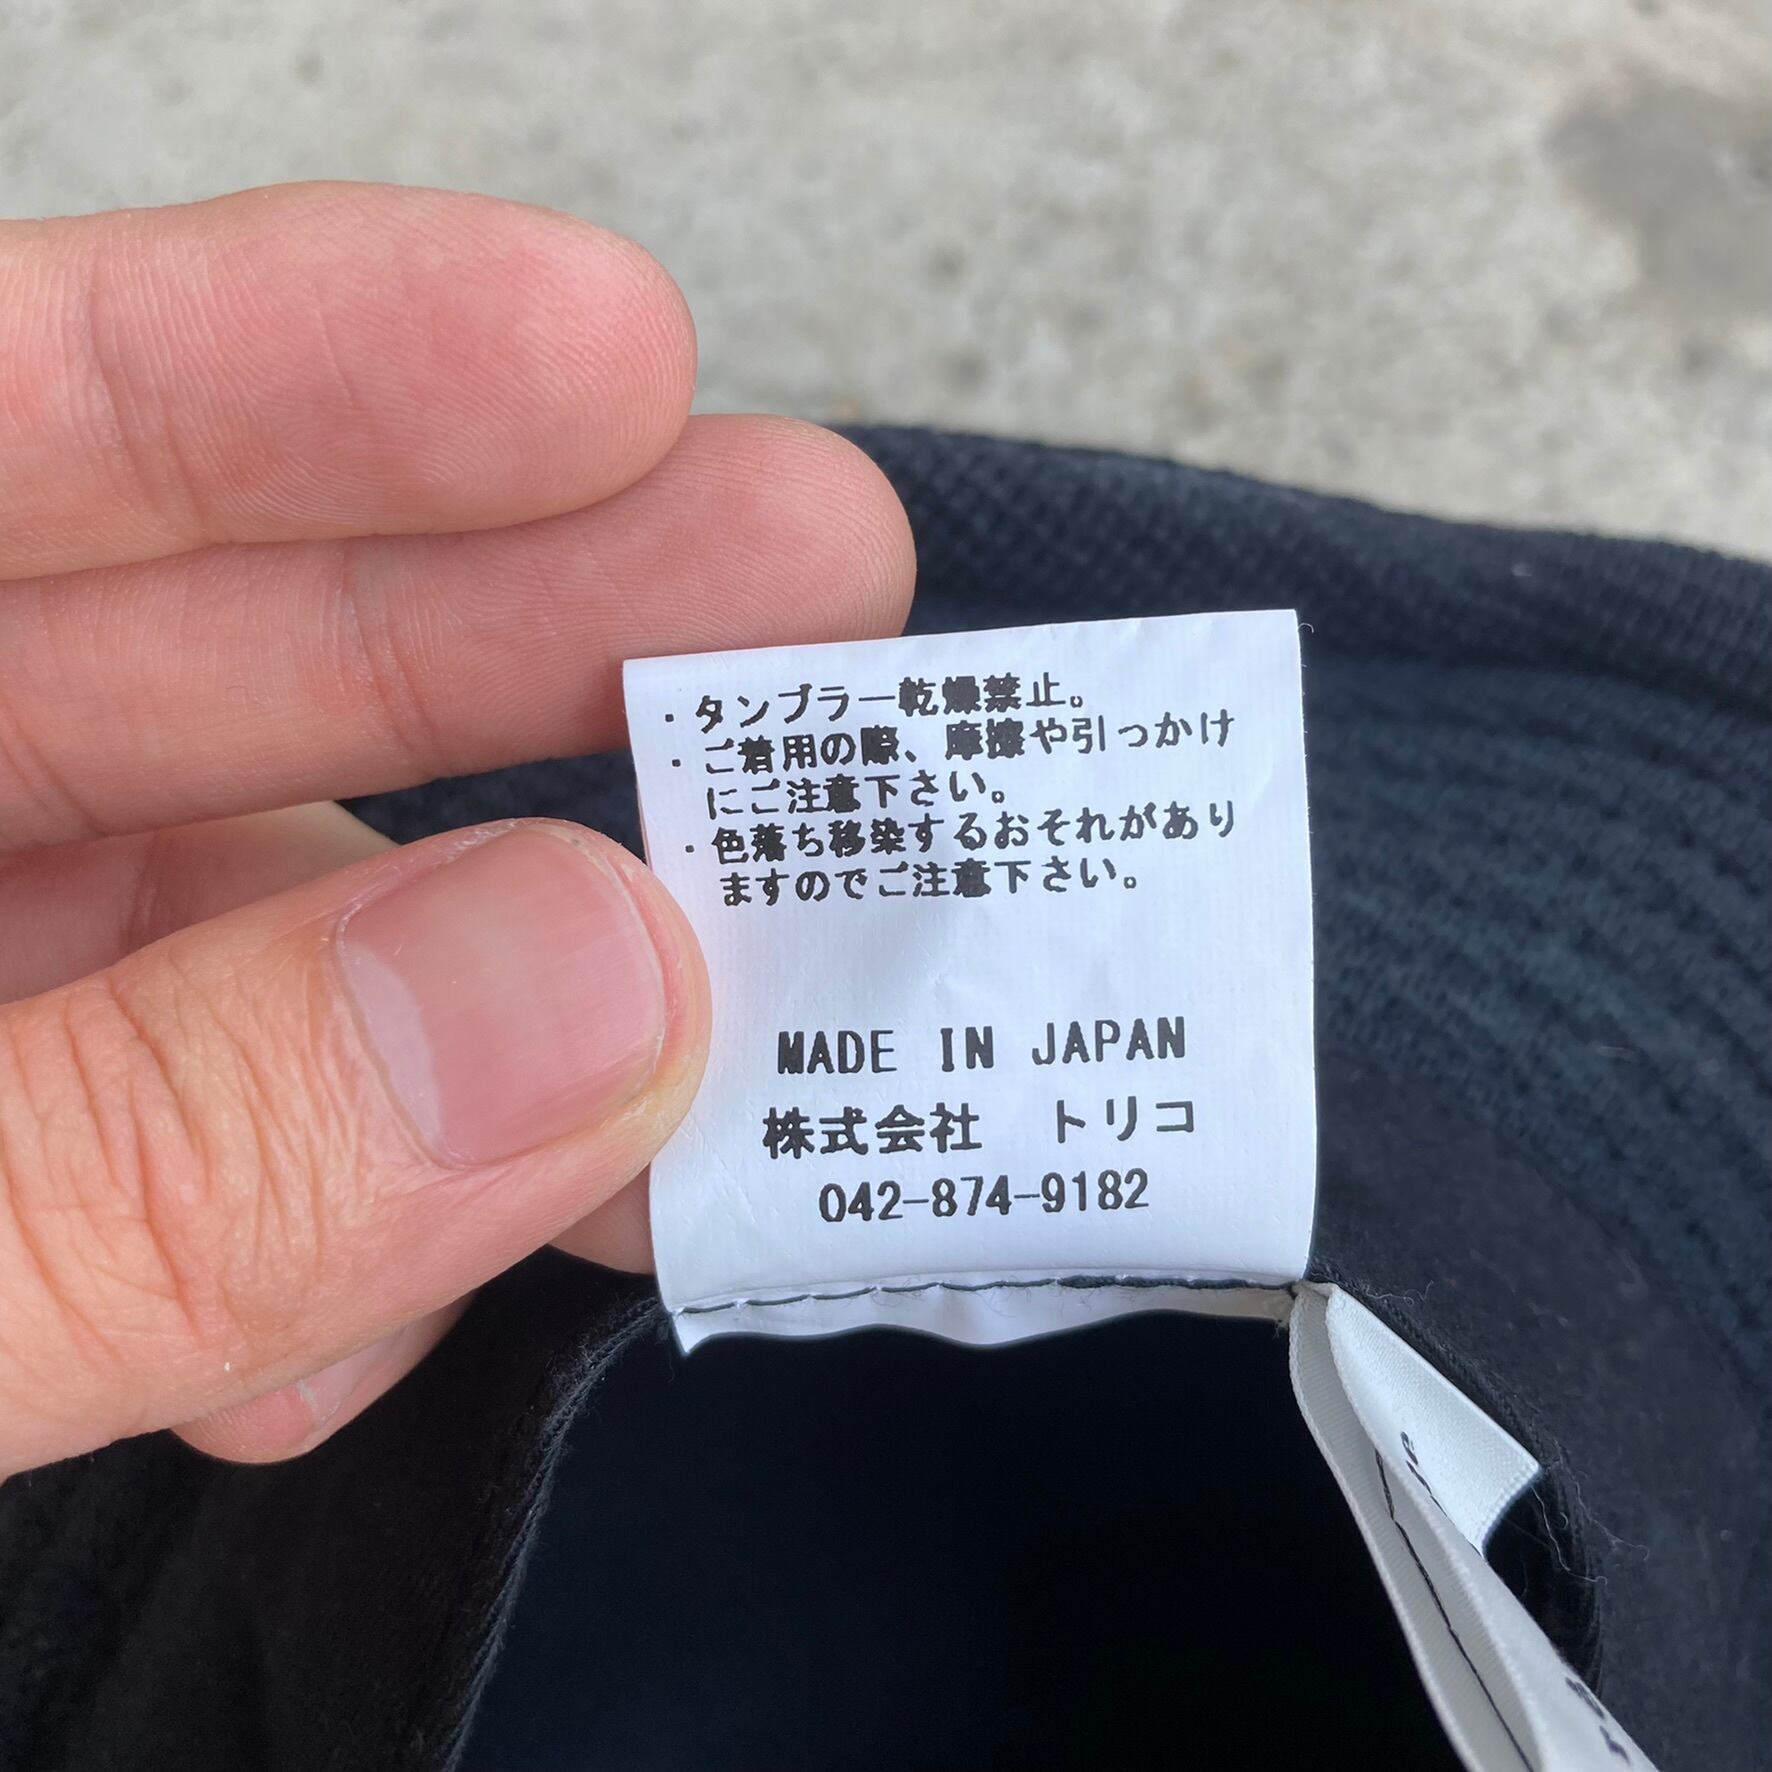 ・タンブラー乾燥禁止。
・ご着用の際、摩擦や引っかけ
にご注意下さい。
・色落ち移染するおそれがあり
ますのでご注意下さい。
MADE IN JAPAN
株式会社　トリコ
042-874-9182